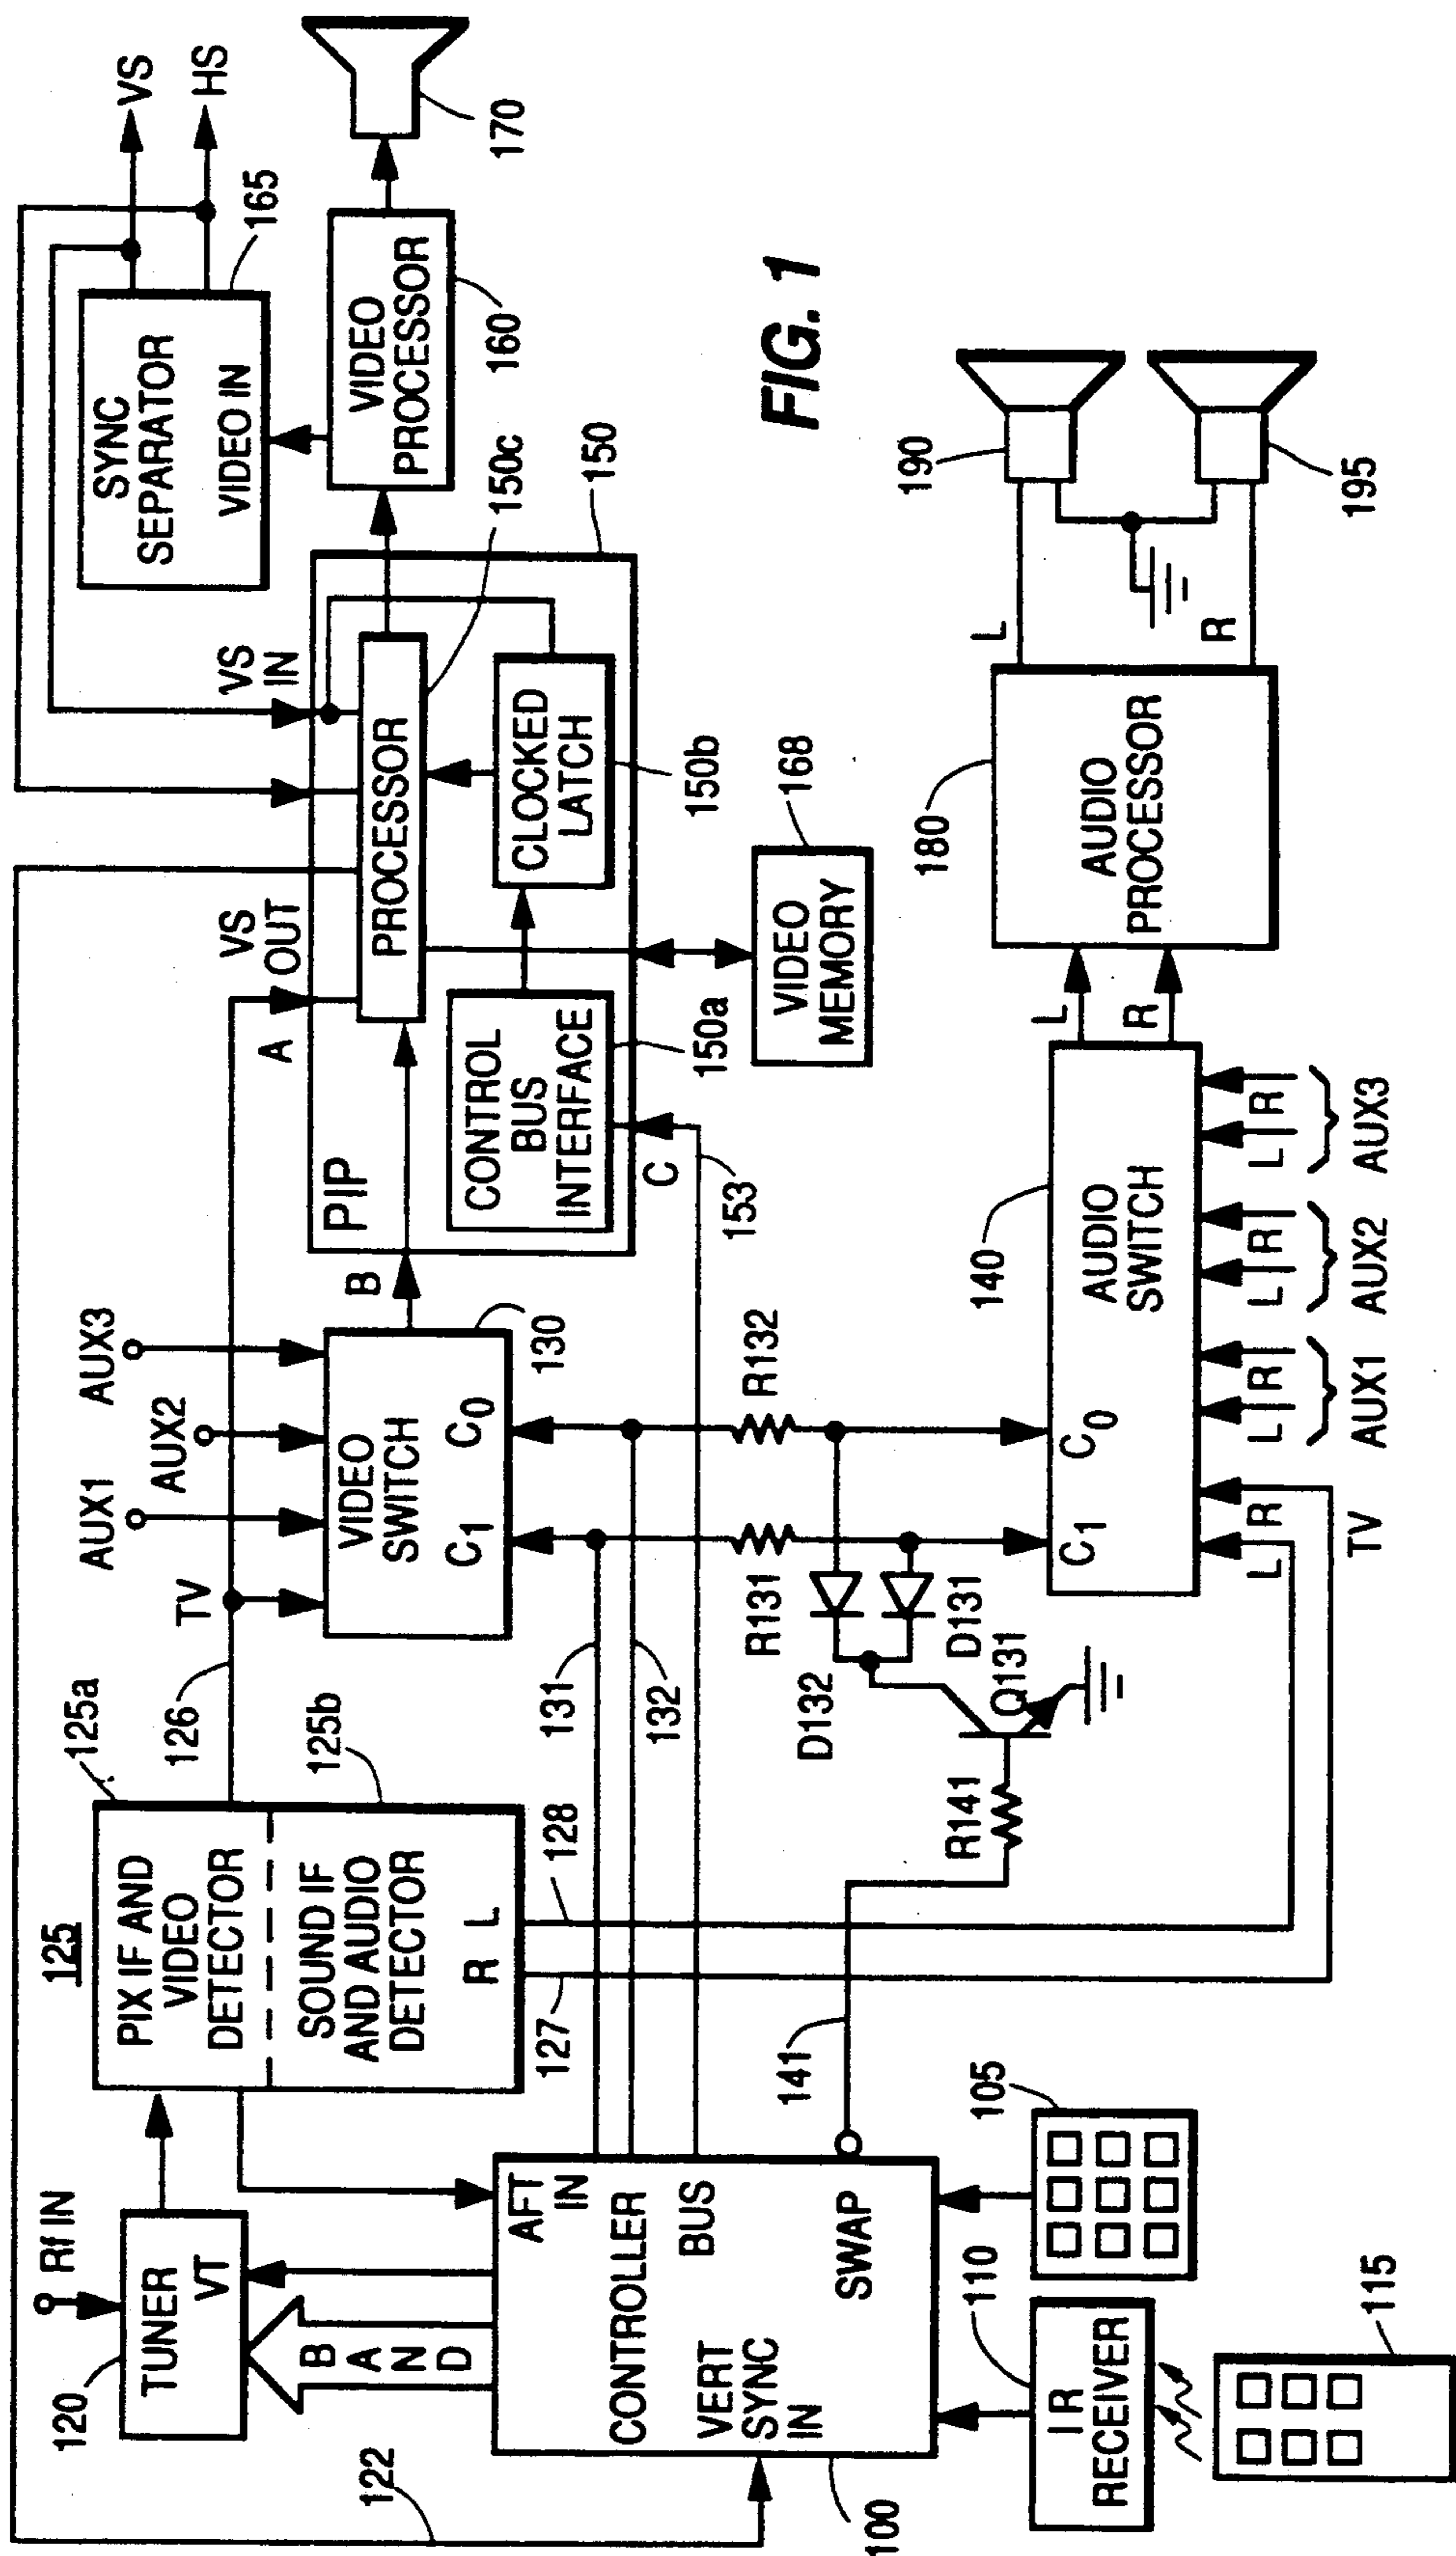 FIG. 1
Rf IN
120
TUNER
VT
BAND
122
125
125a
PIX IF AND
VIDEO
DETECTOR
125b
SOUND IF
AND AUDIO
DETECTOR
R
L
126
127
128
TV
AUX1
AUX2
AUX3
VIDEO
SWITCH
C1
C0
130
131
132
A
B
C
153
VS
OUT
VS
IN
PIP
PROCESSOR
CONTROL
BUS
INTERFACE
150a
CLOCKED
LATCH
150b
150c
150
VIDEO
MEMORY
168
SYNC
SEPARATOR
VIDEO IN
165
VS
HS
VIDEO
PROCESSOR
160
170
AFT
IN
CONTROLLER
BUS
VERT
SYNC
IN
SWAP
100
141
R141
Q131
D132
D131
R131
R132
105
110
IR
RECEIVER
115
140
C1
C0
AUDIO
SWITCH
L
R
TV
L
R
AUX1
L
R
AUX2
L
R
AUX3
L
R
180
AUDIO
PROCESSOR
L
R
190
195